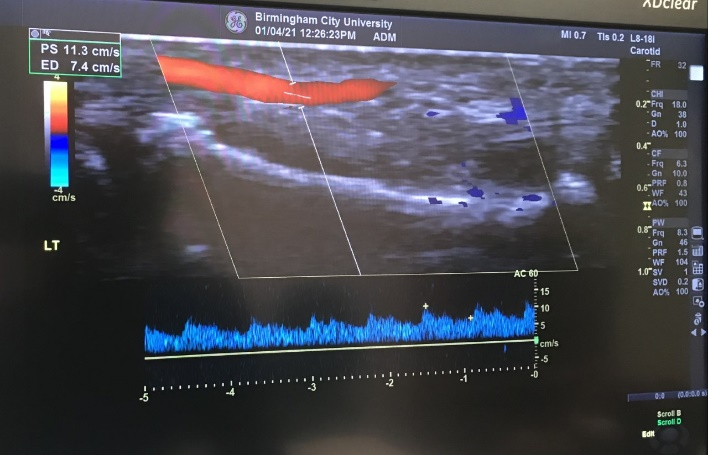 XDclear
Birmingham City University
01/04/21 12:26:23PM ADM
MI 0.7 TIs 0.2 L8-18i
Carotid
PS 11.3 cm/s
ED 7.4 cm/s
4
-4
cm/s
LT
FR 32
CHI
Frq 18.0
Gn 38
D 1.0
AO% 100
CF
Frq 6.3
Gn 10.0
PRF 0.8
WF 43
AO% 100
PW
Frq 8.3
Gn 46
PRF 1.5
WF 104
SV 1
SVD 0.2
AO% 100
0.2
0.4
0.6
0.8
1.0
AC 60
15
10
5
cm/s
-5
-5 -4 -3 -2 -1 -0
0:0 (0:0:0.0 s)
Scroll B
Scroll D
Edit